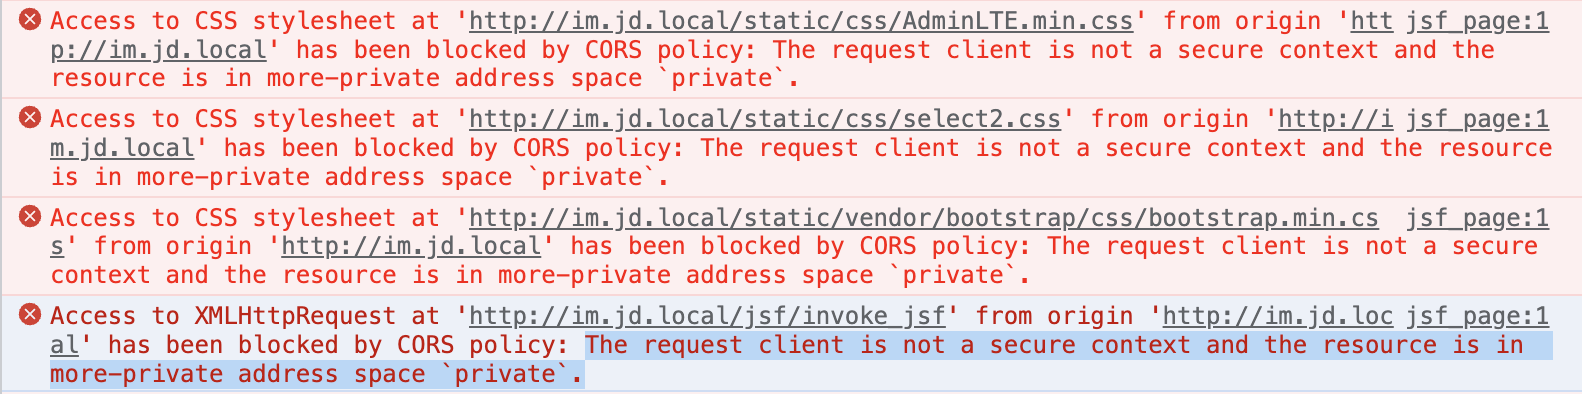 Access to CSS stylesheet at 'http://im.jd.local/static/css/AdminLTE.min.css' from origin 'htt jsf_page:1
p://im.jd.local' has been blocked by CORS policy: The request client is not a secure context and the
resource is in more-private address space `private`.
Access to CSS stylesheet at 'http://im.jd.local/static/css/select2.css' from origin 'http://i jsf_page:1
m.jd.local' has been blocked by CORS policy: The request client is not a secure context and the resource
is in more-private address space `private`.
Access to CSS stylesheet at 'http://im.jd.local/static/vendor/bootstrap/css/bootstrap.min.cs jsf_page:1
s' from origin 'http://im.jd.local' has been blocked by CORS policy: The request client is not a secure
context and the resource is in more-private address space `private`.
Access to XMLHttpRequest at 'http://im.jd.local/jsf/invoke_jsf' from origin 'http://im.jd.loc jsf_page:1
al' has been blocked by CORS policy: The request client is not a secure context and the resource is in
more-private address space `private`.